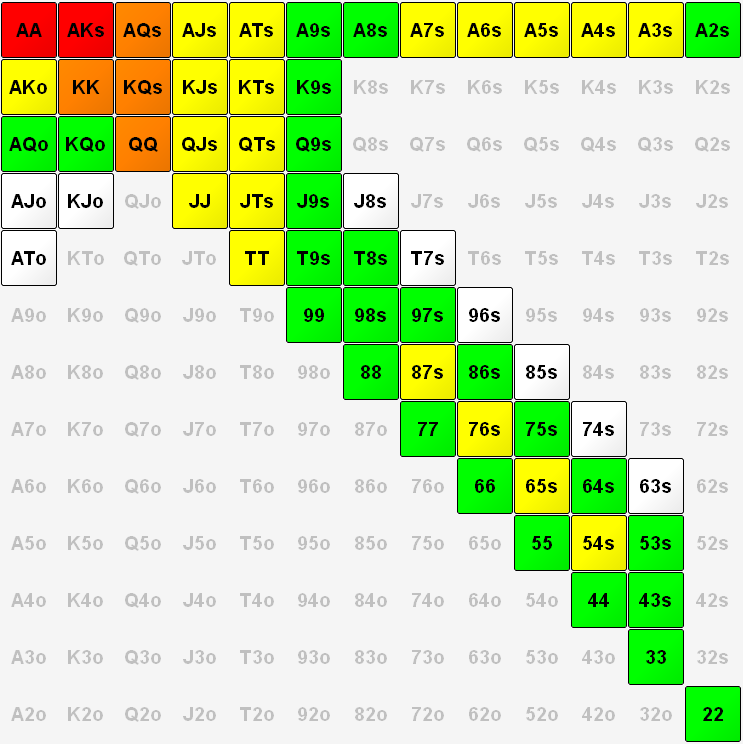 AA AKs AQs AJs ATs A9s A8s A7s A6s A5s A4s A3s A2s
AKo KK KQs KJs KTs K9s K8s K7s K6s K5s K4s K3s K2s
AQo KQo QQ QJs QTs Q9s Q8s Q7s Q6s Q5s Q4s Q3s Q2s
AJo KJo QJo JJ JTs J9s J8s J7s J6s J5s J4s J3s J2s
ATo KTo QTo JTo TT T9s T8s T7s T6s T5s T4s T3s T2s
A9o K9o Q9o J9o T9o 99 98s 97s 96s 95s 94s 93s 92s
A8o K8o Q8o J8o T8o 98o 88 87s 86s 85s 84s 83s 82s
A7o K7o Q7o J7o T7o 97o 87o 77 76s 75s 74s 73s 72s
A6o K6o Q6o J6o T6o 96o 86o 76o 66 65s 64s 63s 62s
A5o K5o Q5o J5o T5o 95o 85o 75o 65o 55 54s 53s 52s
A4o K4o Q4o J4o T4o 94o 84o 74o 64o 54o 44 43s 42s
A3o K3o Q3o J3o T3o 93o 83o 73o 63o 53o 43o 33 32s
A2o K2o Q2o J2o T2o 92o 82o 72o 62o 52o 42o 32o 22